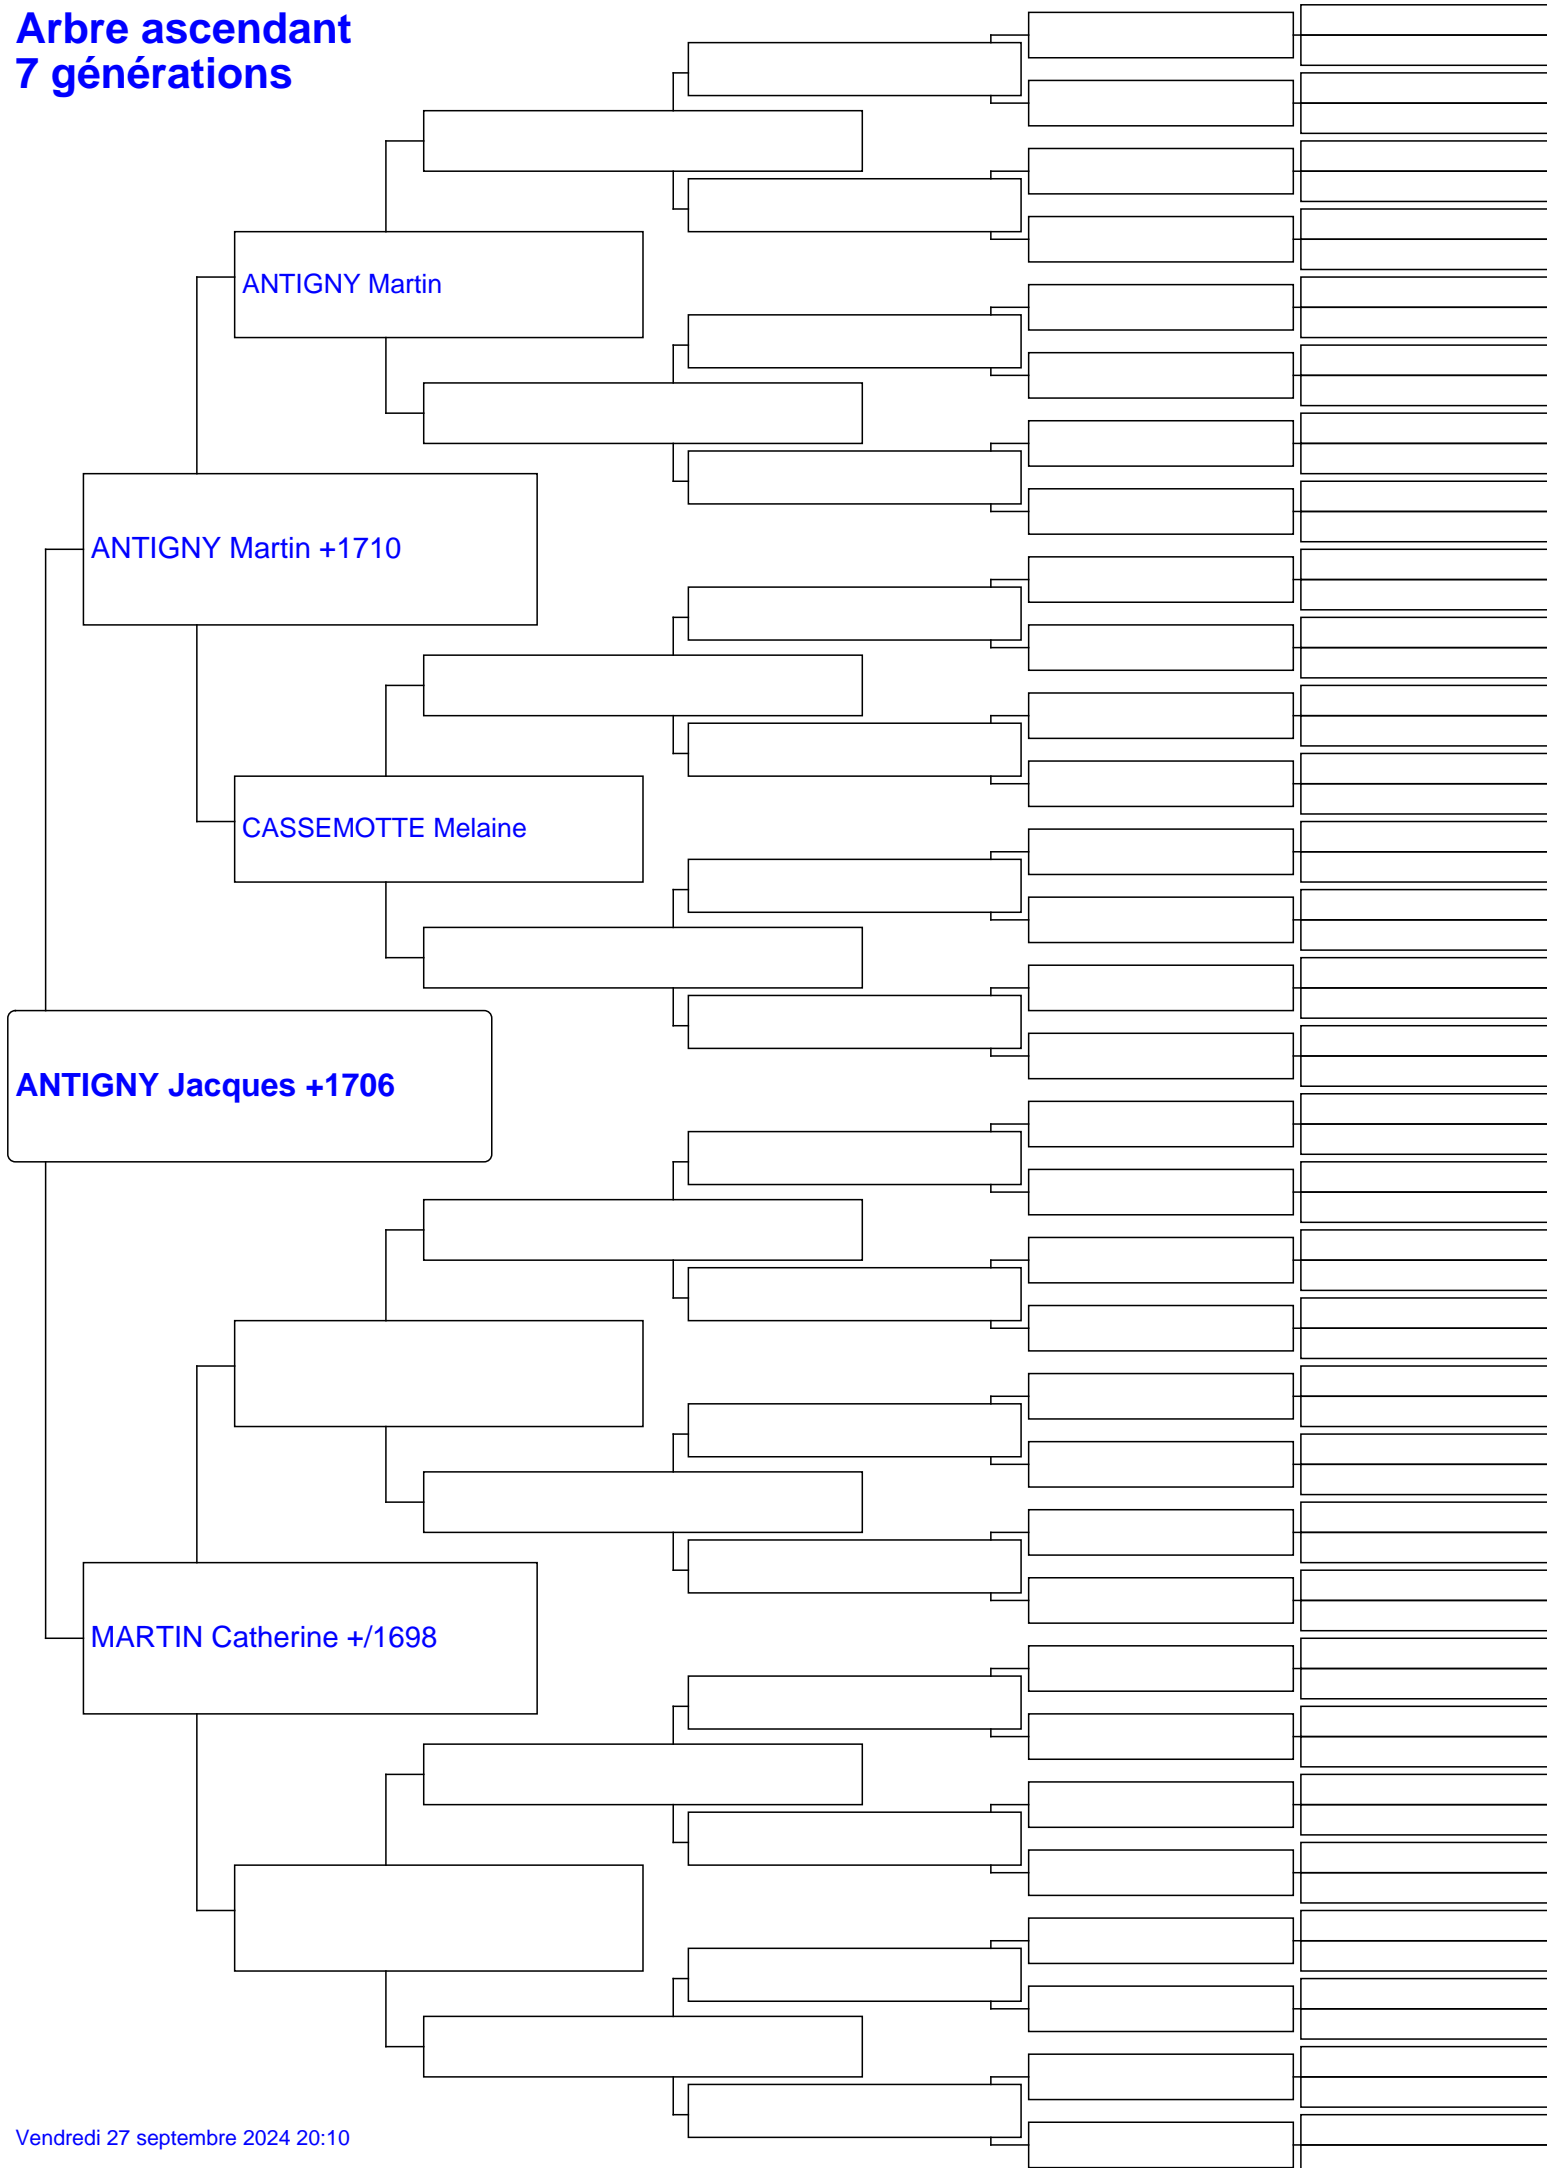 Arbre ascendant
7 générations
ANTIGNY Martin
ANTIGNY Martin +1710
CASSEMOTTE Melaine
ANTIGNY Jacques +1706
MARTIN Catherine +/1698
Vendredi 27 septembre 2024 20:10